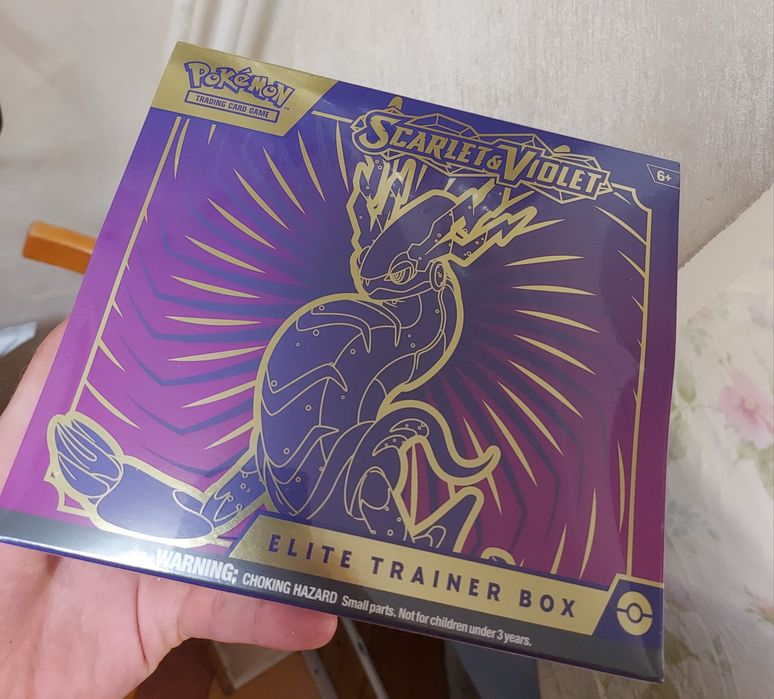 POKéMON
TRADING CARD GAME
SCARLET & VIOLET
6+
ELITE TRAINER BOX
WARNING: CHOKING HAZARD Small parts. Not for children under 3 years.